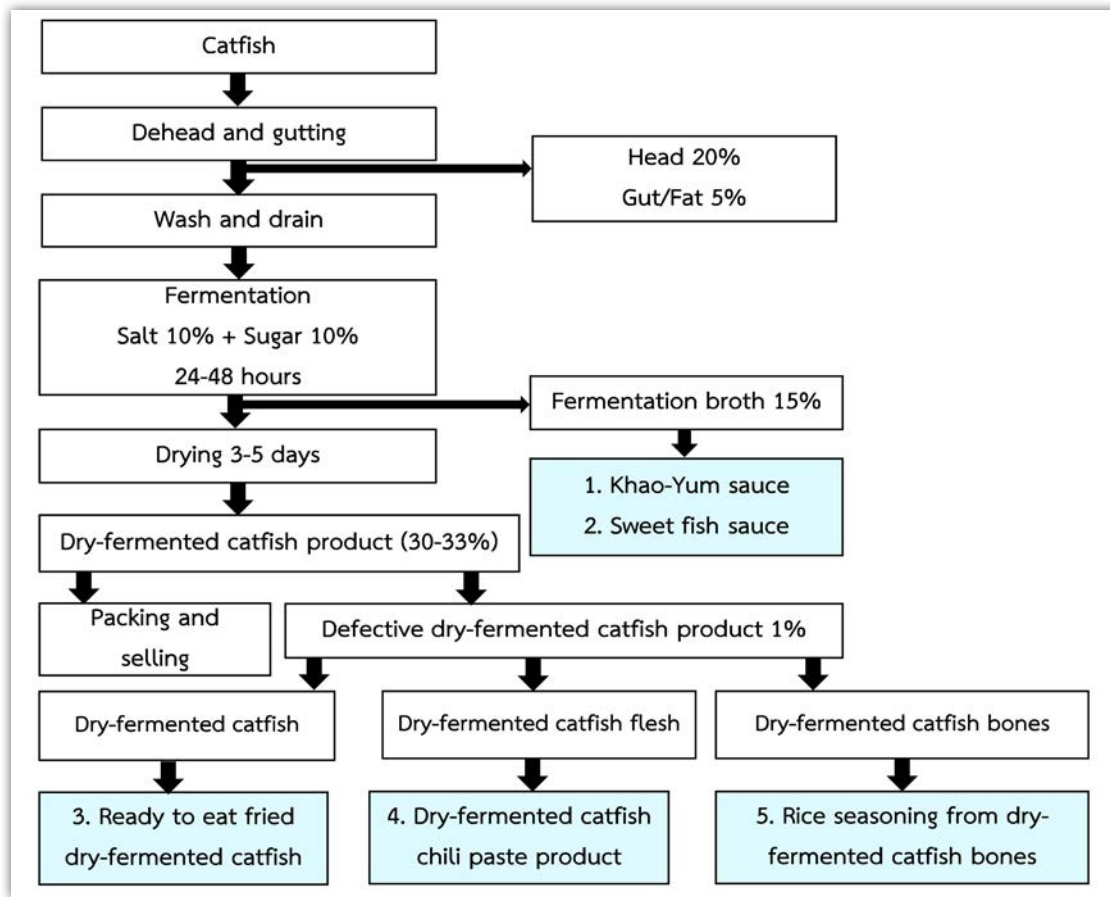 Catfish
Dehead and gutting
Head 20%
Gut/Fat 5%
Wash and drain
Fermentation
Salt 10% + Sugar 10%
24-48 hours
Fermentation broth 15%
Drying 3-5 days
1. Khao-Yum sauce
2. Sweet fish sauce
Dry-fermented catfish product (30-33%)
Packing and
selling
Defective dry-fermented catfish product 1%
Dry-fermented catfish
Dry-fermented catfish flesh
Dry-fermented catfish bones
3. Ready to eat fried
dry-fermented catfish
4. Dry-fermented catfish
chili paste product
5. Rice seasoning from dry-
fermented catfish bones